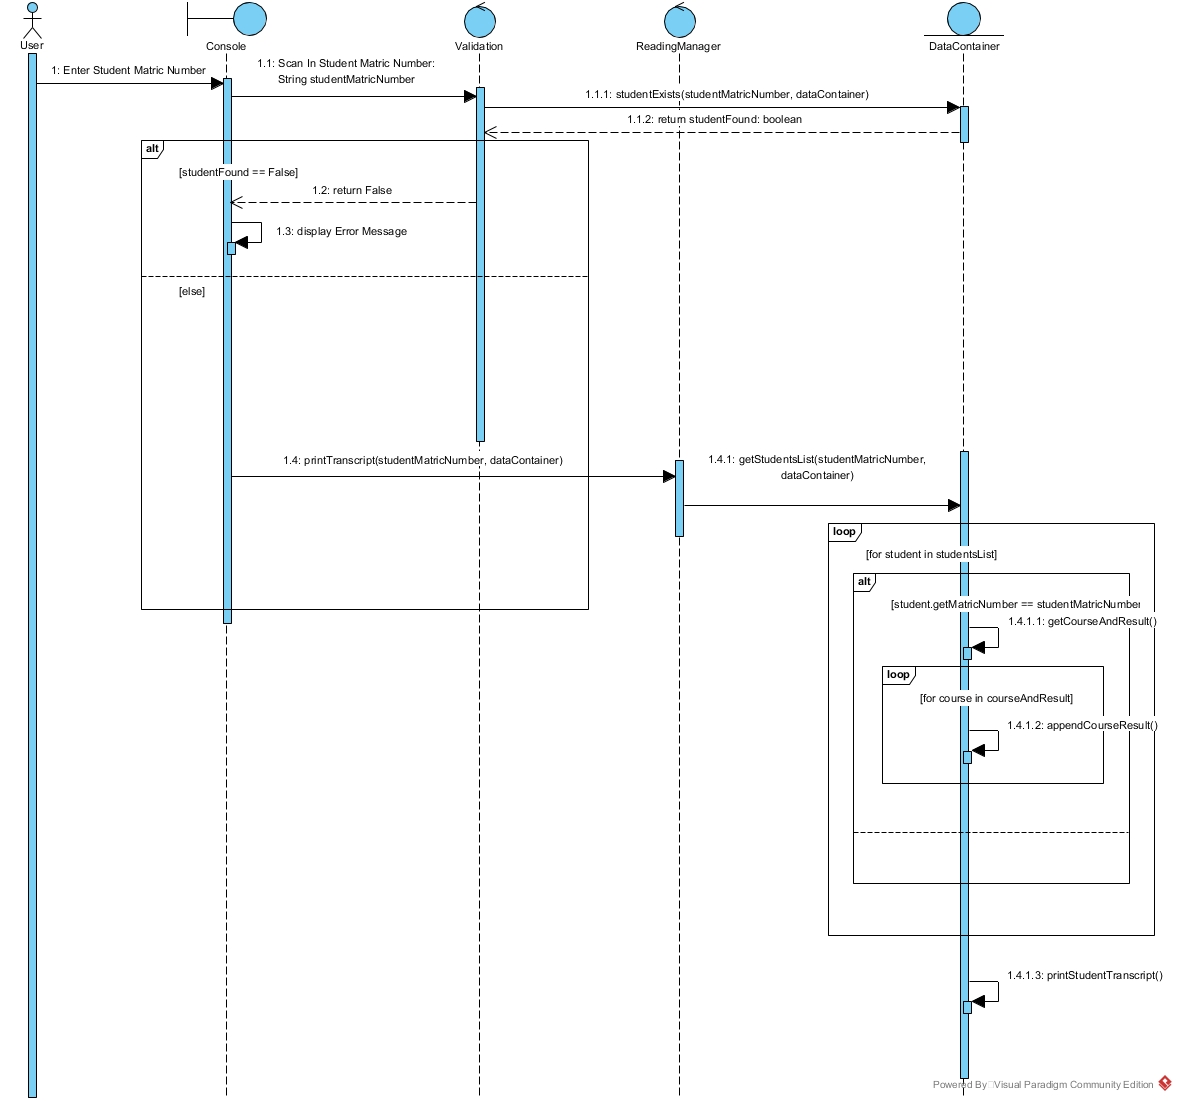 User
Console
Validation
ReadingManager
DataContainer
1: Enter Student Matric Number
1.1: Scan In Student Matric Number:
String studentMatricNumber
1.1.1: studentExists(studentMatricNumber, dataContainer)
1.1.2: return studentFound: boolean
alt
[studentFound == False]
1.2: return False
1.3: display Error Message
[else]
1.4: printTranscript(studentMatricNumber, dataContainer)
1.4.1: getStudentsList(studentMatricNumber,
dataContainer)
loop
[for student in studentsList]
alt
[student.getMatricNumber == studentMatricNumber
1.4.1.1: getCourseAndResult()
loop
[for course in courseAndResult]
1.4.1.2: appendCourseResult()
1.4.1.3: printStudentTranscript()
Powered By Visual Paradigm Community Edition